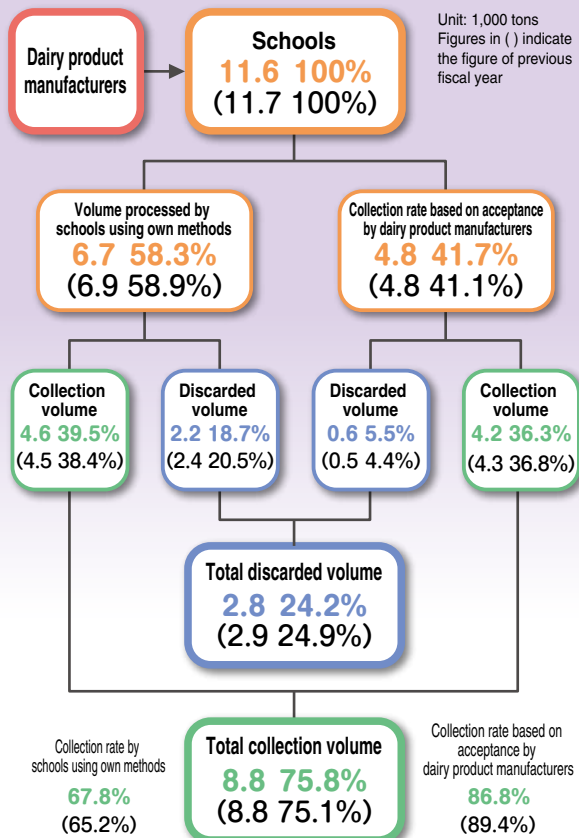 Dairy product
manufacturers
Schools
11.6 100%
(11.7 100%)
Unit: 1,000 tons
Figures in ( ) indicate
the figure of previous
fiscal year
Volume processed by
schools using own methods
6.7 58.3%
(6.9 58.9%)
Collection rate based on acceptance
by dairy product manufacturers
4.8 41.7%
(4.8 41.1%)
Collection
volume
4.6 39.5%
(4.5 38.4%)
Discarded
volume
2.2 18.7%
(2.4 20.5%)
Discarded
volume
0.6 5.5%
(0.5 4.4%)
Collection
volume
4.2 36.3%
(4.3 36.8%)
Total discarded volume
2.8 24.2%
(2.9 24.9%)
Collection rate by
schools using own methods
67.8%
(65.2%)
Total collection volume
8.8 75.8%
(8.8 75.1%)
Collection rate based on
acceptance by
dairy product manufacturers
86.8%
(89.4%)